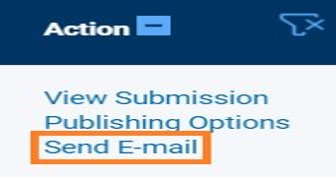 Action
View Submission
Publishing Options
Send E-mail